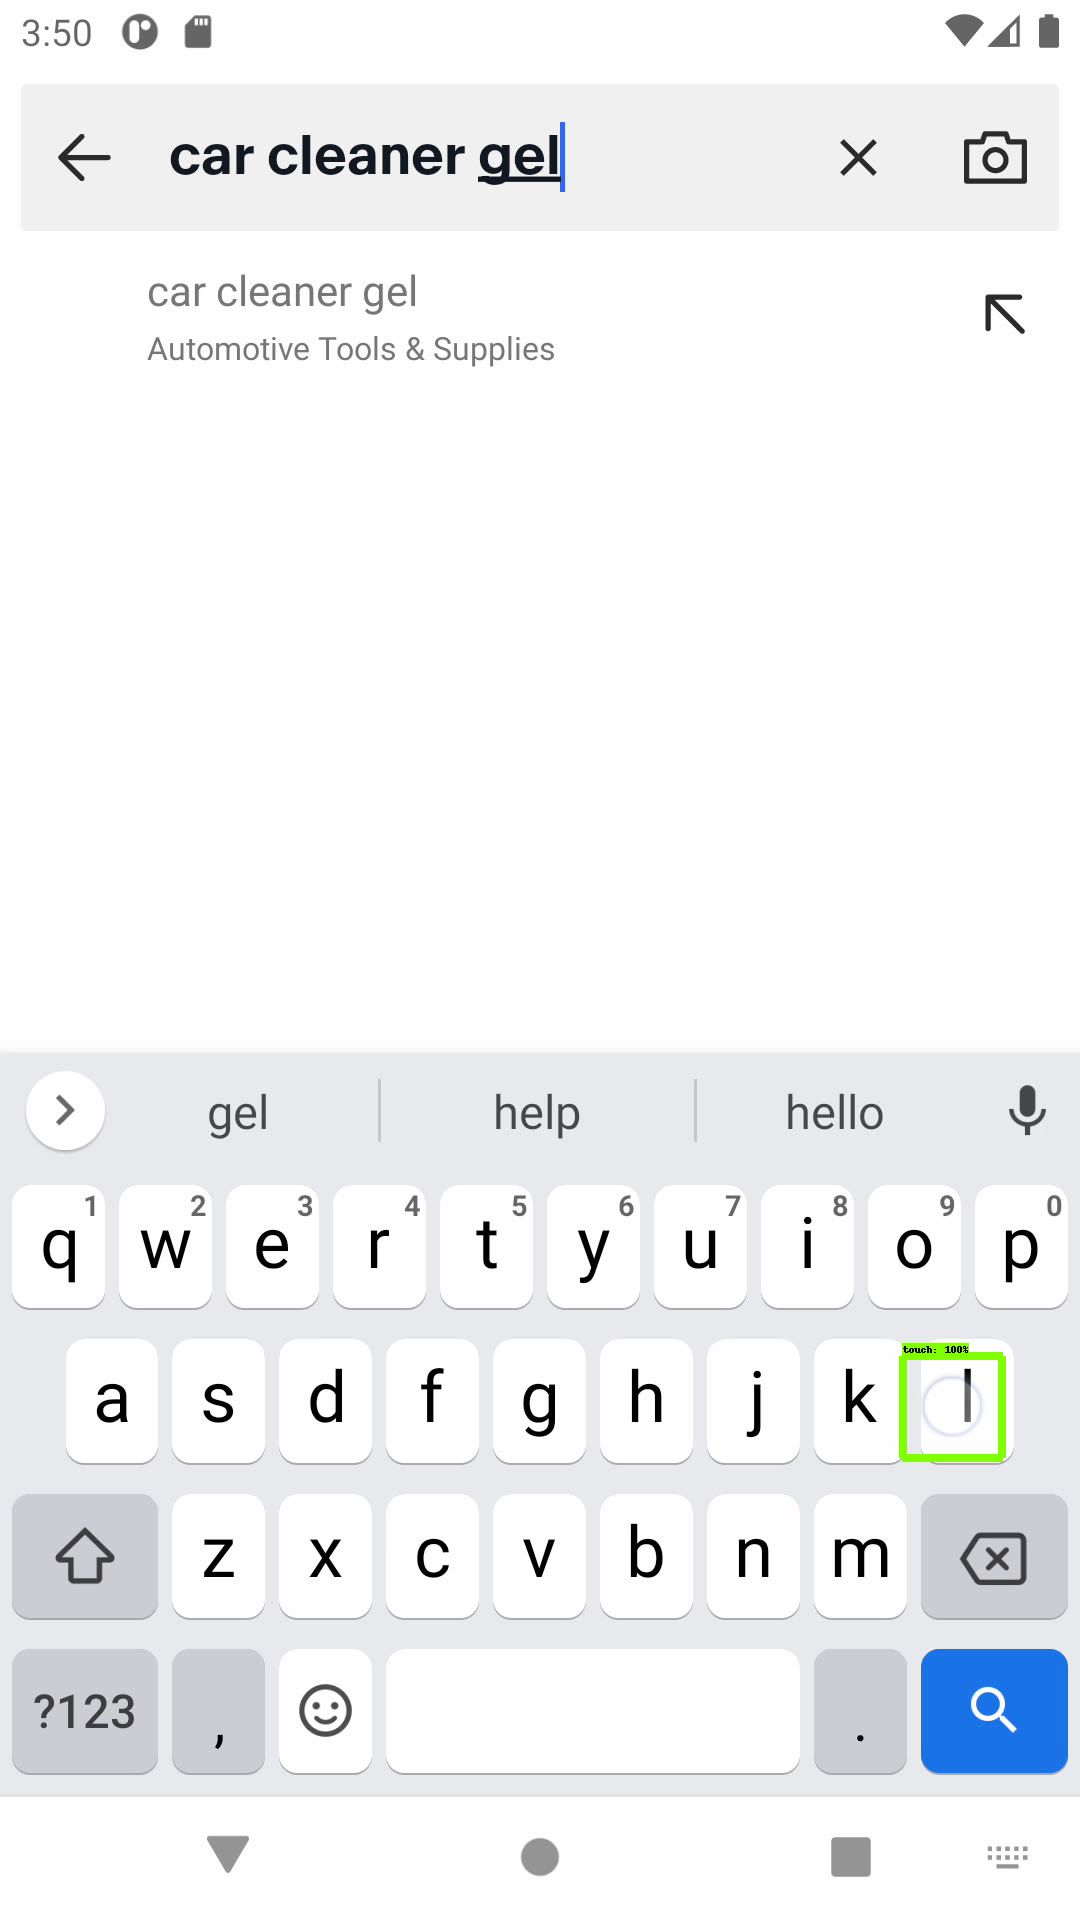 3:50
car cleaner gel
car cleaner gel
Automotive Tools & Supplies
gel help hello
1 2 3 4 5 6 7 8 9 0
q w e r t y u i o p
touch: 100%
a s d f g h j k l
z x c v b n m
?123 , .